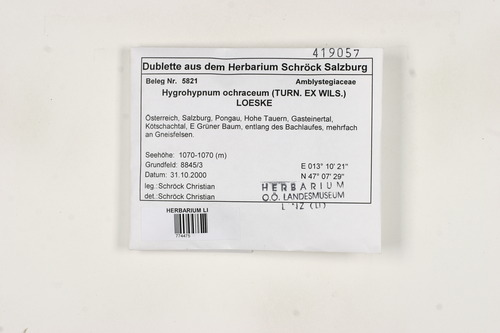 419057
Dublette aus dem Herbarium Schröck Salzburg
Beleg Nr. 5821 Amblystegiaceae
Hygrohypnum ochraceum (TURN. EX WILS.)
LOESKE
Österreich, Salzburg, Pongau, Hohe Tauern, Gasteinertal,
Kötschachtal, E Grüner Baum, entlang des Bachlaufes, mehrfach
an Gneisfelsen.
Seehöhe: 1070-1070 (m)
Grundfeld: 8845/3 E 013° 10' 21"
Datum: 31.10.2000 N 47° 07' 29"
leg.: Schröck Christian HERBARIUM
det.: Schröck Christian O.Ö. LANDESMUSEUM
LINZ (LI)
HERBARIUM LI
774475